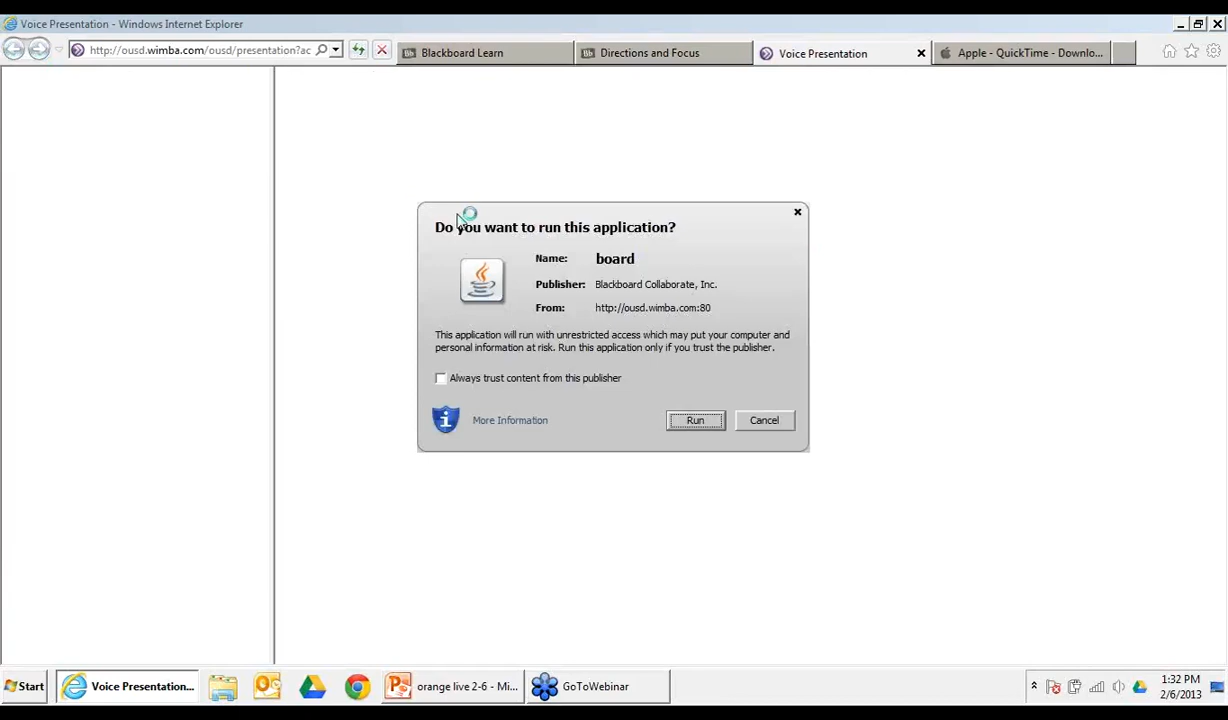 Voice Presentation - Windows Internet Explorer
http://ousd.wimba.com/ousd/presentation?ac
Blackboard Learn
Directions and Focus
Voice Presentation
Apple - QuickTime - Downlo...
Do you want to run this application?
Name: board
Publisher: Blackboard Collaborate, Inc.
From: http://ousd.wimba.com:80
This application will run with unrestricted access which may put your computer and
personal information at risk. Run this application only if you trust the publisher.
Always trust content from this publisher
More Information
Run
Cancel
Start
Voice Presentation...
orange live 2-6 - Mi...
GoToWebinar
1:32 PM
2/6/2013